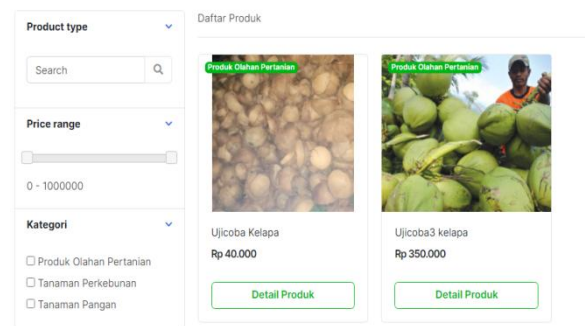 Product type
Search
Price range
0 - 1000000
Kategori
Produk Olahan Pertanian
Tanaman Perkebunan
Tanaman Pangan
Daftar Produk
Produk Olahan Pertanian
Ujicoba Kelapa
Rp 40.000
Detail Produk
Produk Olahan Pertanian
Ujicoba3 kelapa
Rp 350.000
Detail Produk